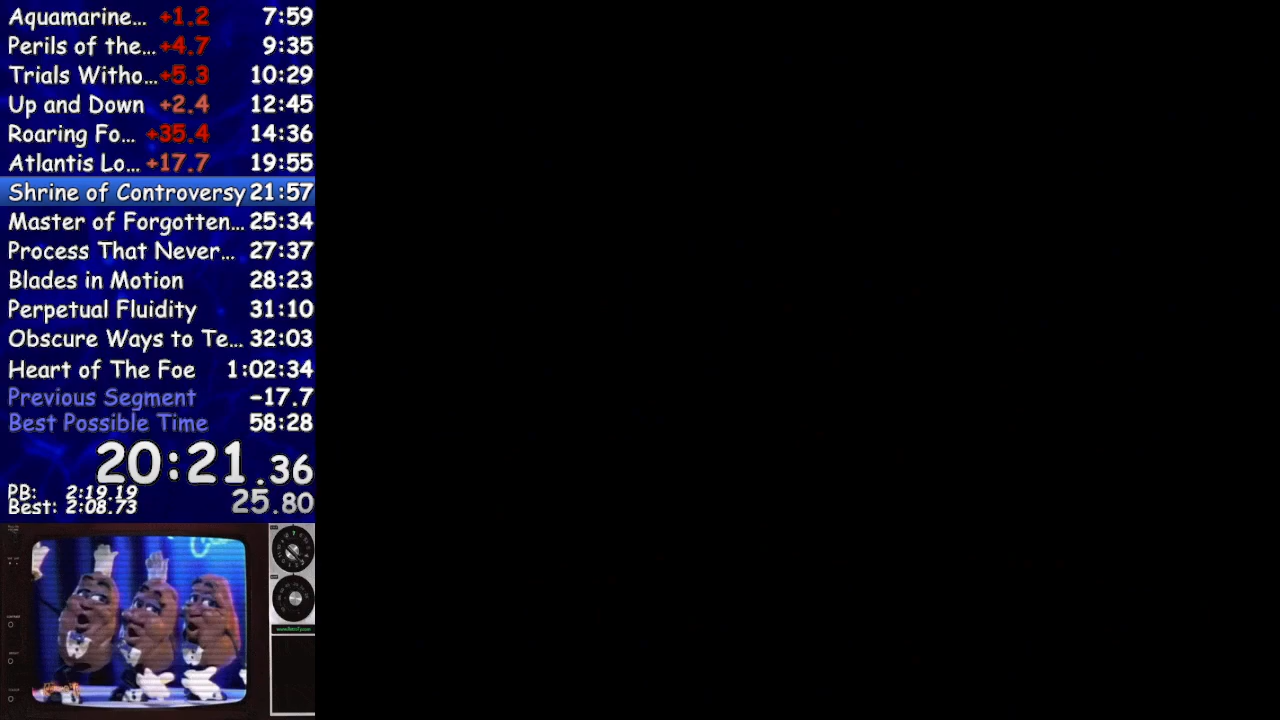 Aquamarine... +1.2 7:59
Perils of the... +4.7 9:35
Trials Witho... +5.3 10:29
Up and Down +2.4 12:45
Roaring Fo... +35.4 14:36
Atlantis Lo... +17.7 19:55
Shrine of Controversy 21:57
Master of Forgotten... 25:34
Process That Never... 27:37
Blades in Motion 28:23
Perpetual Fluidity 31:10
Obscure Ways to Te... 32:03
Heart of The Foe 1:02:34
Previous Segment -17.7
Best Possible Time 58:28
20:21.36
PB: 2:19.19
Best: 2:08.73
25.80